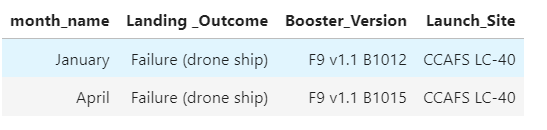 month_name Landing _Outcome Booster_Version Launch_Site
January Failure (drone ship) F9 v1.1 B1012 CCAFS LC-40
April Failure (drone ship) F9 v1.1 B1015 CCAFS LC-40